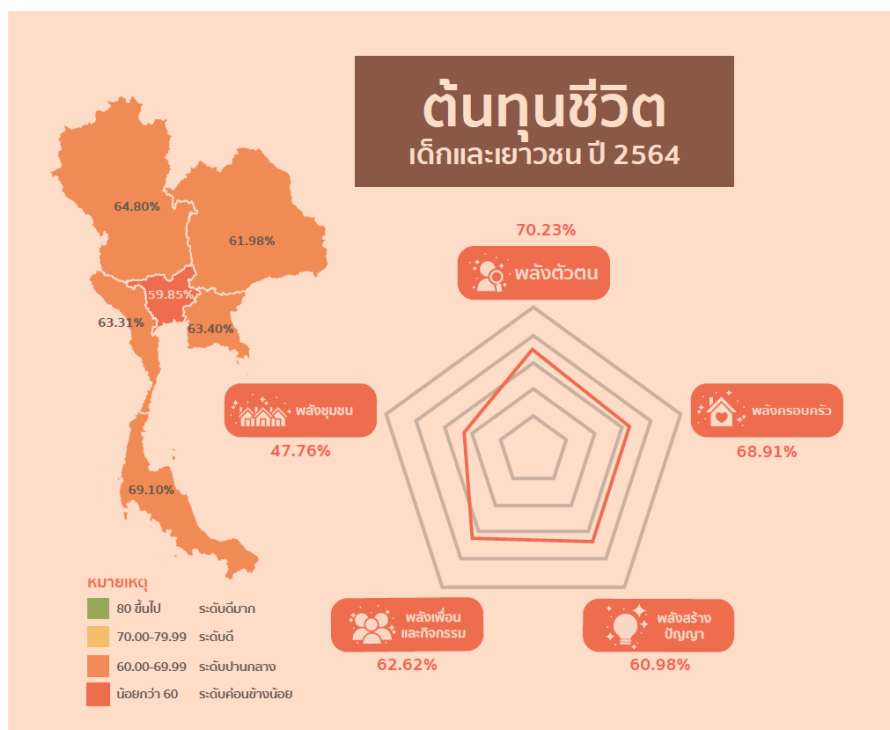 ต้นทุนชีวิต
เด็กและเยาวชน ปี 2564
64.80%
61.98%
59.85%
63.31%
63.40%
69.10%
70.23%
พลังตัวตน
พลังชุมชน
47.76%
พลังครอบครัว
68.91%
พลังเพื่อน
และกิจกรรม
62.62%
พลังสร้าง
ปัญญา
60.98%
หมายเหตุ
80 ขึ้นไป ระดับดีมาก
70.00-79.99 ระดับดี
60.00-69.99 ระดับปานกลาง
น้อยกว่า 60 ระดับค่อนข้างน้อย